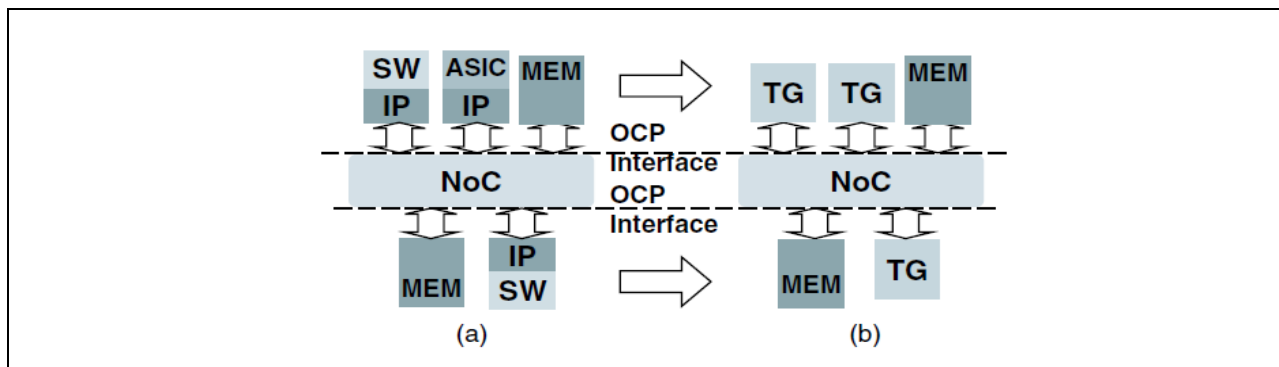 SW
IP
ASIC
IP
MEM
TG
TG
MEM
OCP
Interface
NoC
NoC
OCP
Interface
MEM
IP
SW
MEM
TG
(a)
(b)